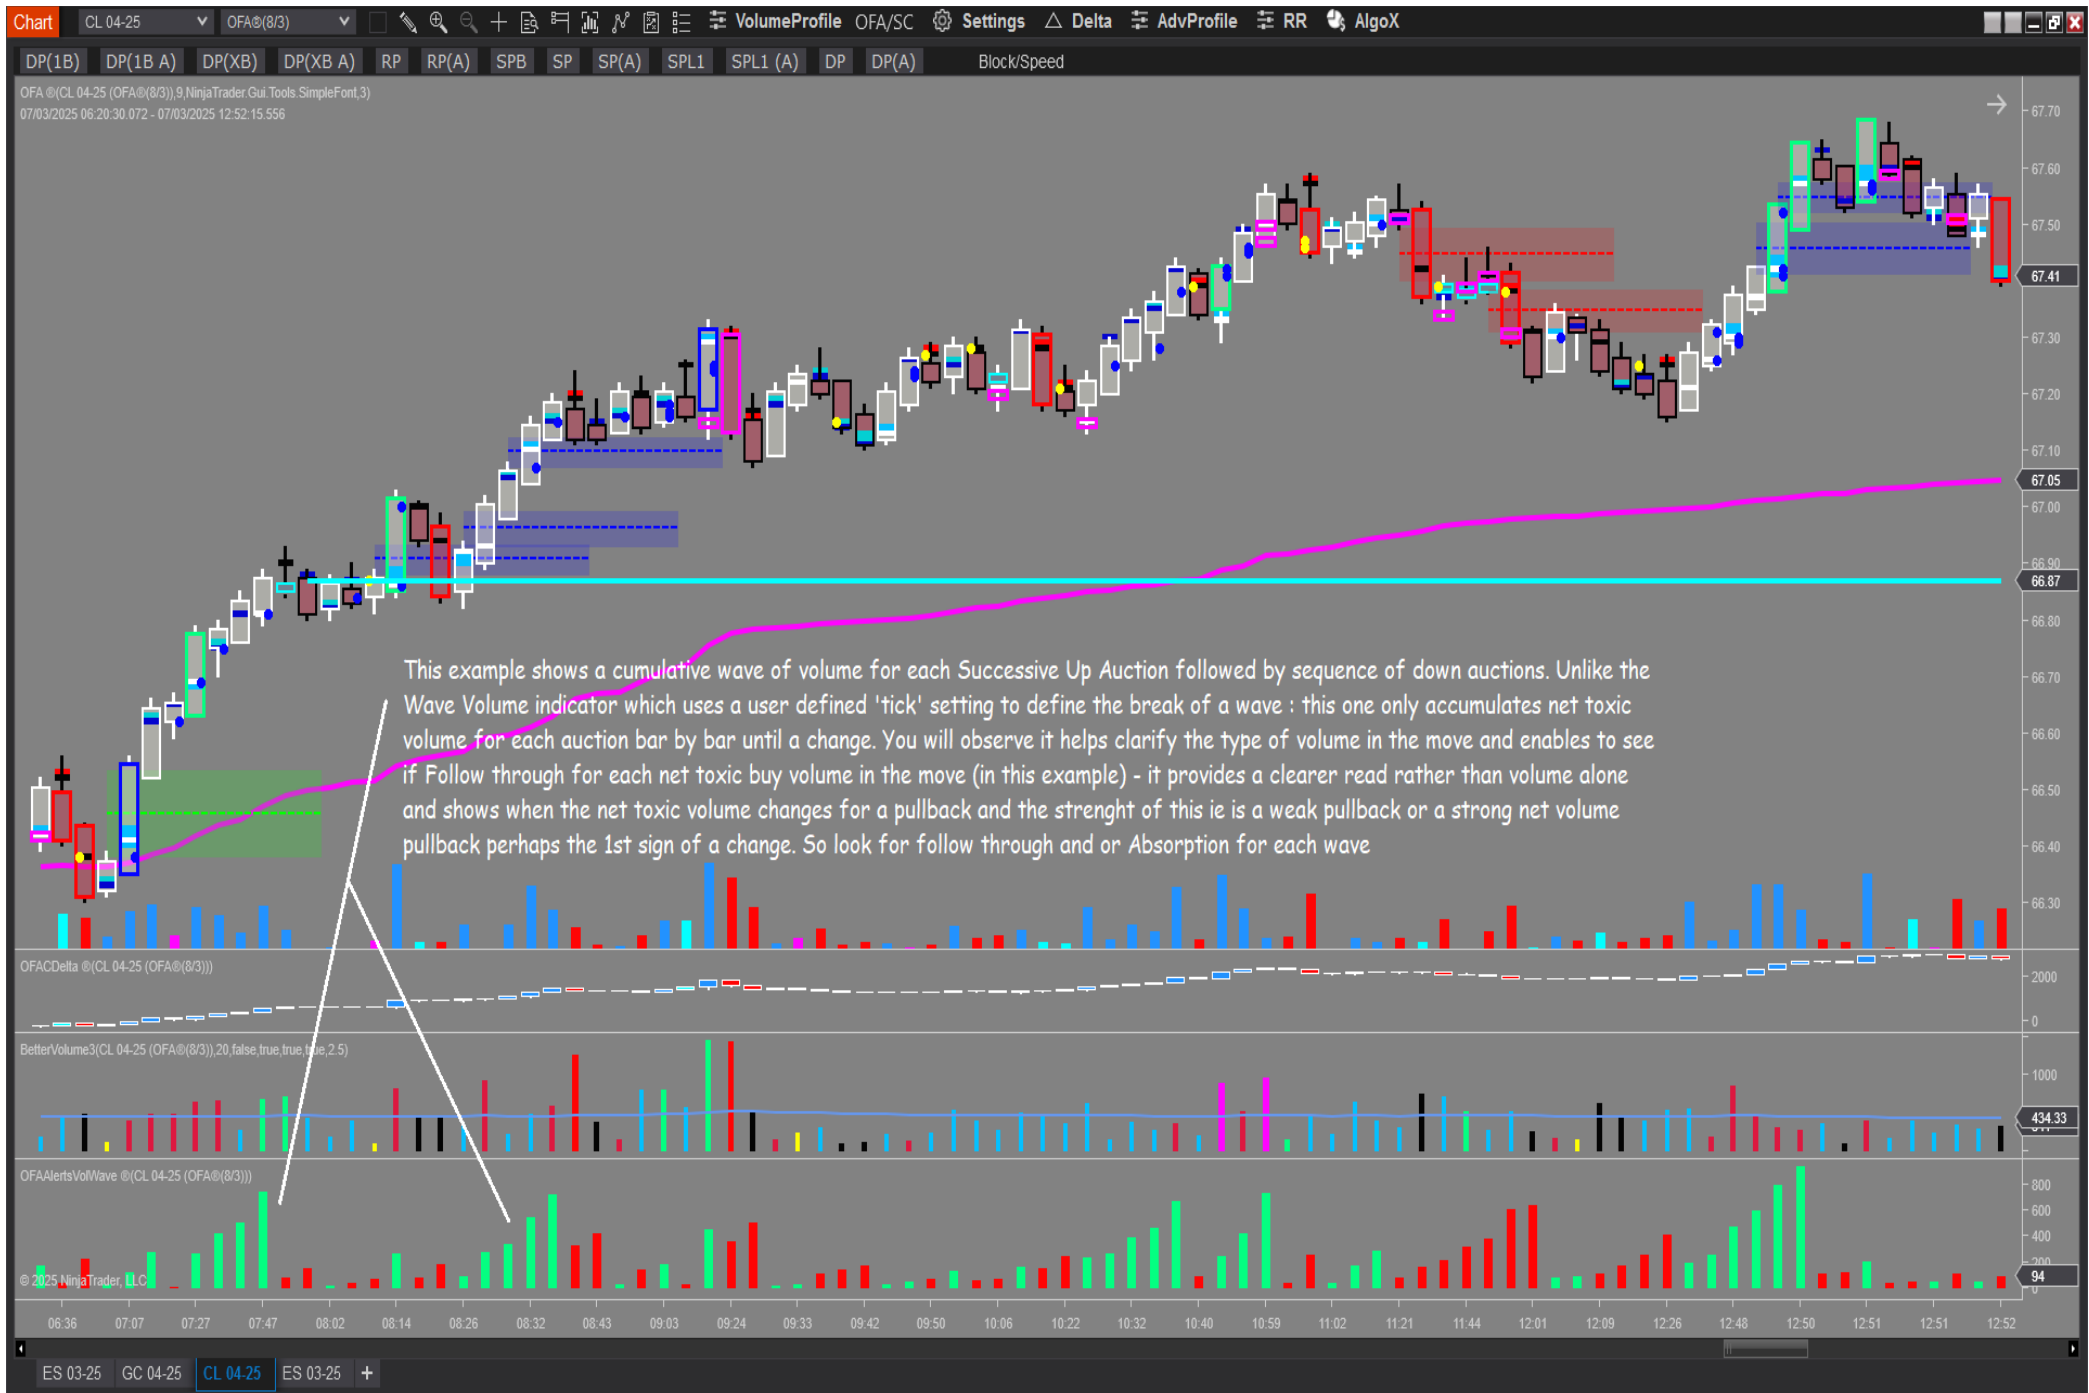 Chart CL 04-25 OFA®(8/3) VolumeProfile OFA/SC Settings Delta AdvProfile RR AlgoX
DP(1B) DP(1B A) DP(XB) DP(XB A) RP RP(A) SPB SP SP(A) SPL1 SPL1 (A) DP DP(A) Block/Speed
OFA ®(CL 04-25 (OFA®(8/3)),9,NinjaTrader.Gui.Tools.SimpleFont,3)
07/03/2025 06:20:30.072 - 07/03/2025 12:52:15.556
67.70
67.60
67.50
67.41
67.30
67.20
67.10
67.05
67.00
66.90
66.87
66.80
66.70
66.60
66.50
66.40
66.30
This example shows a cumulative wave of volume for each Successive Up Auction followed by sequence of down auctions. Unlike the
Wave Volume indicator which uses a user defined 'tick' setting to define the break of a wave : this one only accumulates net toxic
volume for each auction bar by bar until a change. You will observe it helps clarify the type of volume in the move and enables to see
if Follow through for each net toxic buy volume in the move (in this example) - it provides a clearer read rather than volume alone
and shows when the net toxic volume changes for a pullback and the strenght of this ie is a weak pullback or a strong net volume
pullback perhaps the 1st sign of a change. So look for follow through and or Absorption for each wave
OFACDelta ®(CL 04-25 (OFA®(8/3)))
2000
0
BetterVolume3(CL 04-25 (OFA®(8/3)),20,false,true,true,true,2.5)
1000
434.33
OFAAlertsVolWave ®(CL 04-25 (OFA®(8/3)))
800
600
400
200
94
0
© 2025 NinjaTrader, LLC
06:36 07:07 07:27 07:47 08:02 08:14 08:26 08:32 08:43 09:03 09:24 09:33 09:42 09:50 10:06 10:22 10:32 10:40 10:59 11:02 11:21 11:44 12:01 12:09 12:26 12:48 12:50 12:51 12:51 12:52
ES 03-25 GC 04-25 CL 04-25 ES 03-25 +